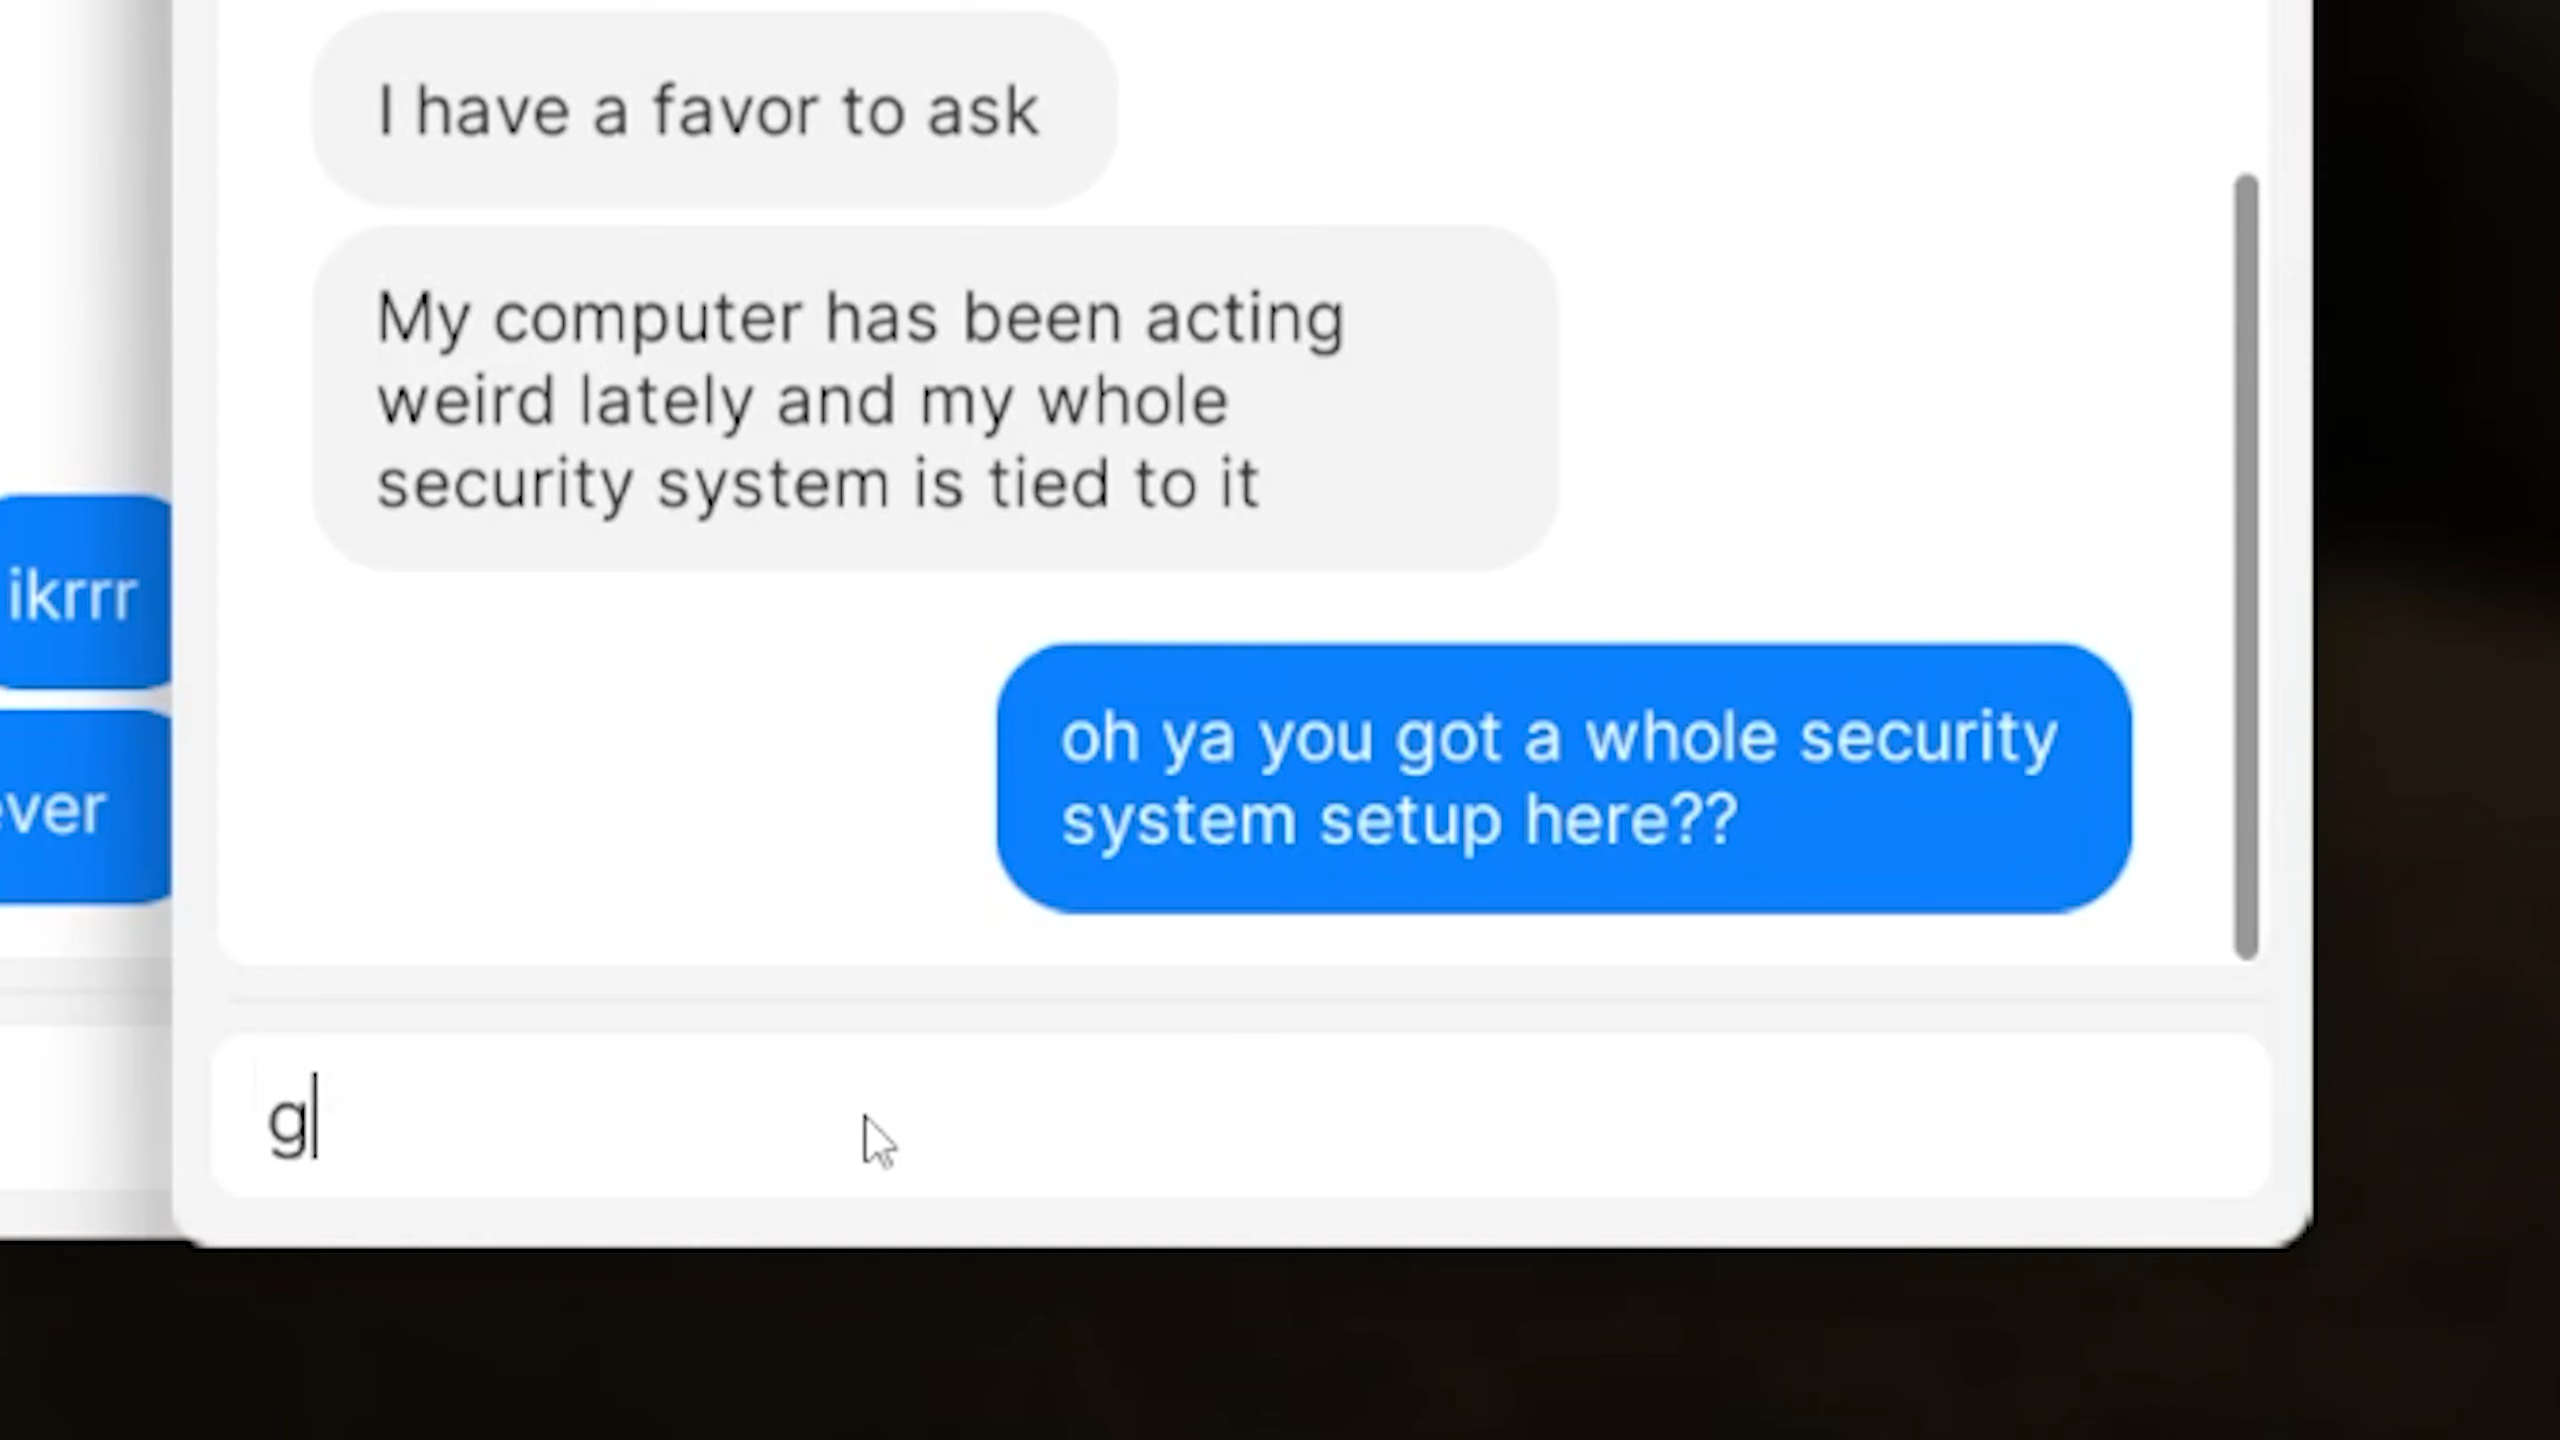 I have a favor to ask
My computer has been acting
weird lately and my whole
security system is tied to it
ikrrr
oh ya you got a whole security
system setup here??
g